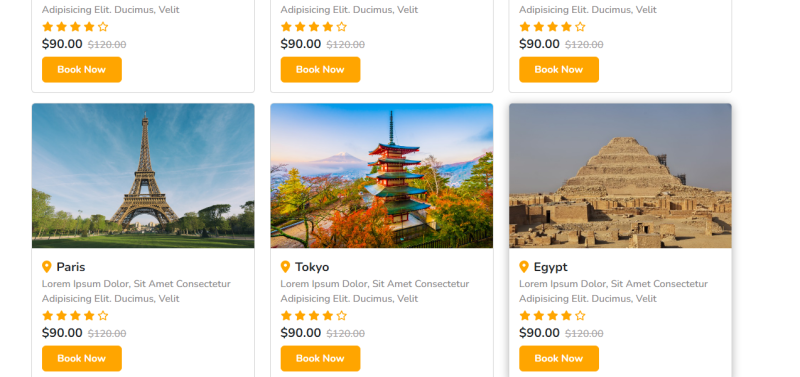 Adipisicing Elit. Ducimus, Velit
$90.00 $120.00
Book Now
Adipisicing Elit. Ducimus, Velit
$90.00 $120.00
Book Now
Adipisicing Elit. Ducimus, Velit
$90.00 $120.00
Book Now
Paris
Lorem Ipsum Dolor, Sit Amet Consectetur
Adipisicing Elit. Ducimus, Velit
$90.00 $120.00
Book Now
Tokyo
Lorem Ipsum Dolor, Sit Amet Consectetur
Adipisicing Elit. Ducimus, Velit
$90.00 $120.00
Book Now
Egypt
Lorem Ipsum Dolor, Sit Amet Consectetur
Adipisicing Elit. Ducimus, Velit
$90.00 $120.00
Book Now